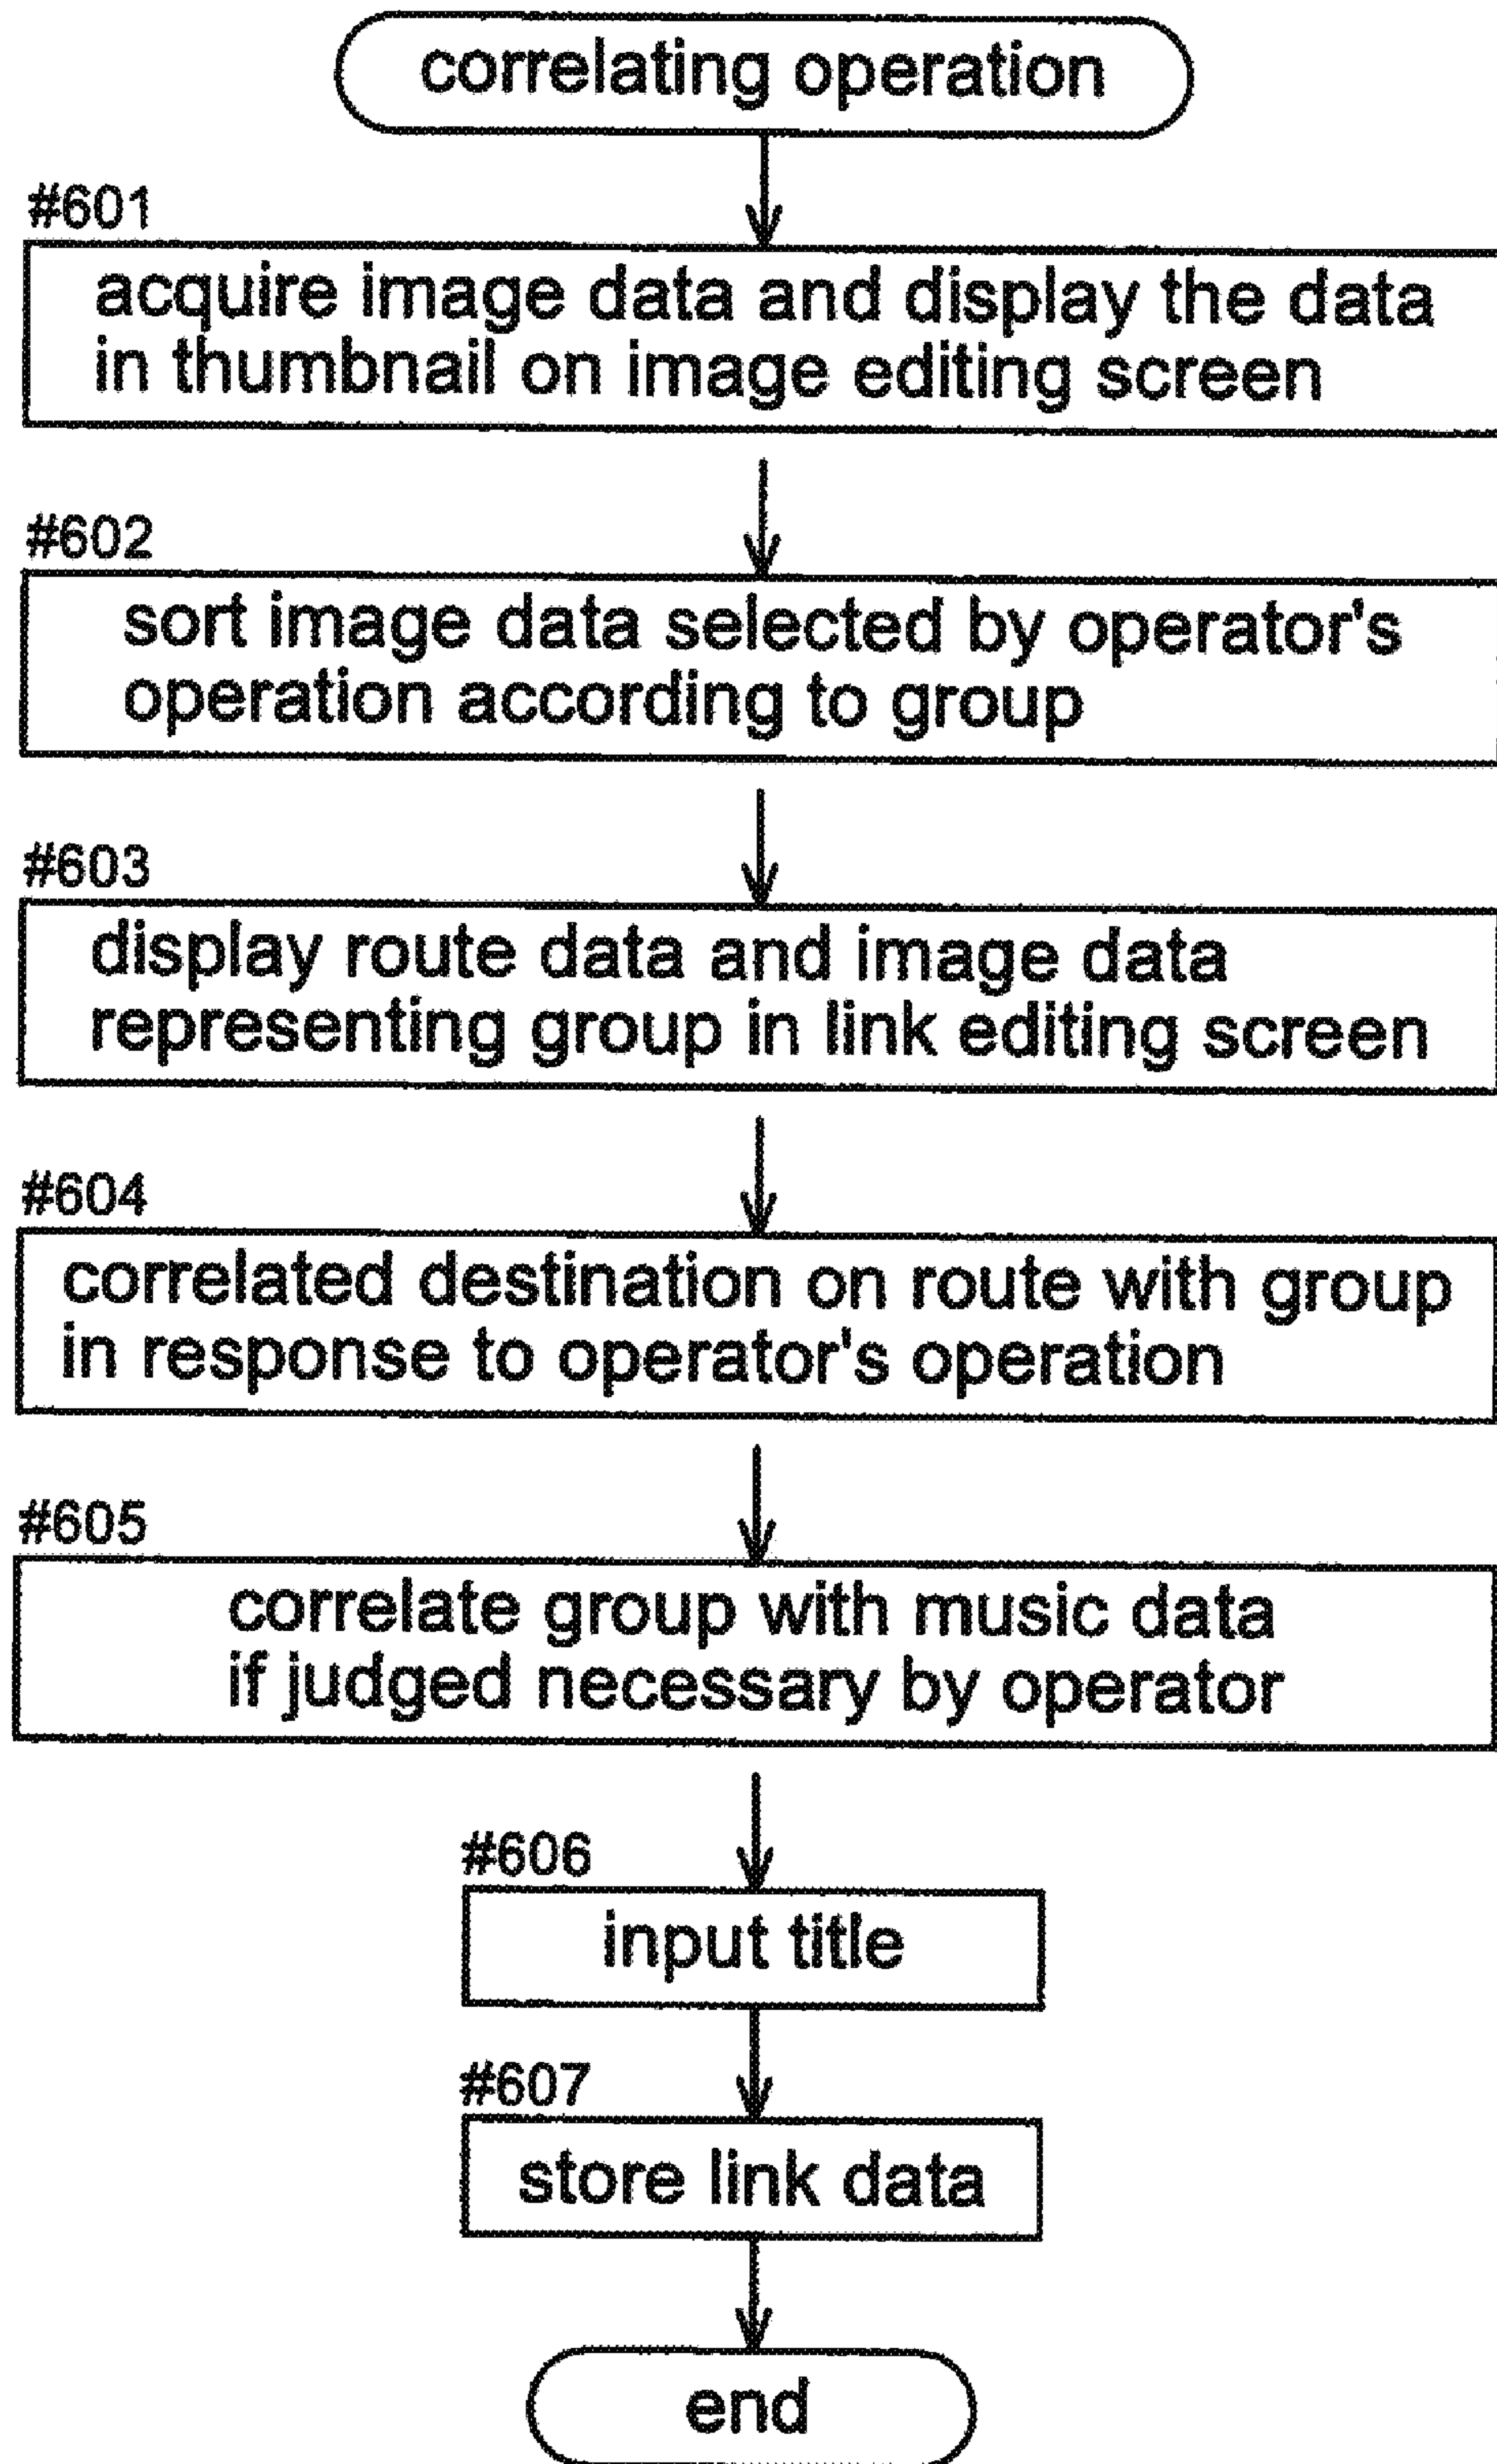 correlating operation
#601
acquire image data and display the data
in thumbnail on image editing screen
#602
sort image data selected by operator's
operation according to group
#603
display route data and image data
representing group in link editing screen
#604
correlated destination on route with group
in response to operator's operation
#605
correlate group with music data
if judged necessary by operator
#606
input title
#607
store link data
end